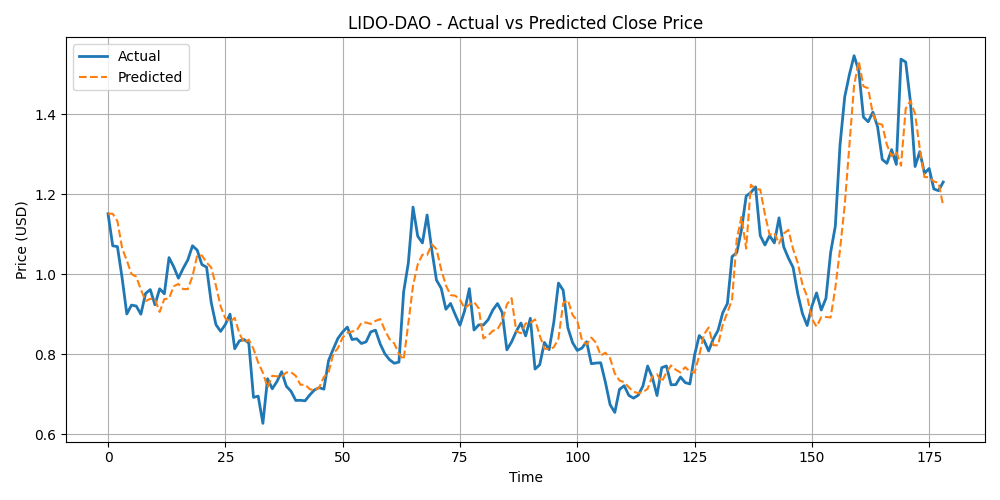 LIDO-DAO - Actual vs Predicted Close Price
Actual
Predicted
Price (USD)
1.4
1.2
1.0
0.8
0.6
0 25 50 75 100 125 150 175
Time